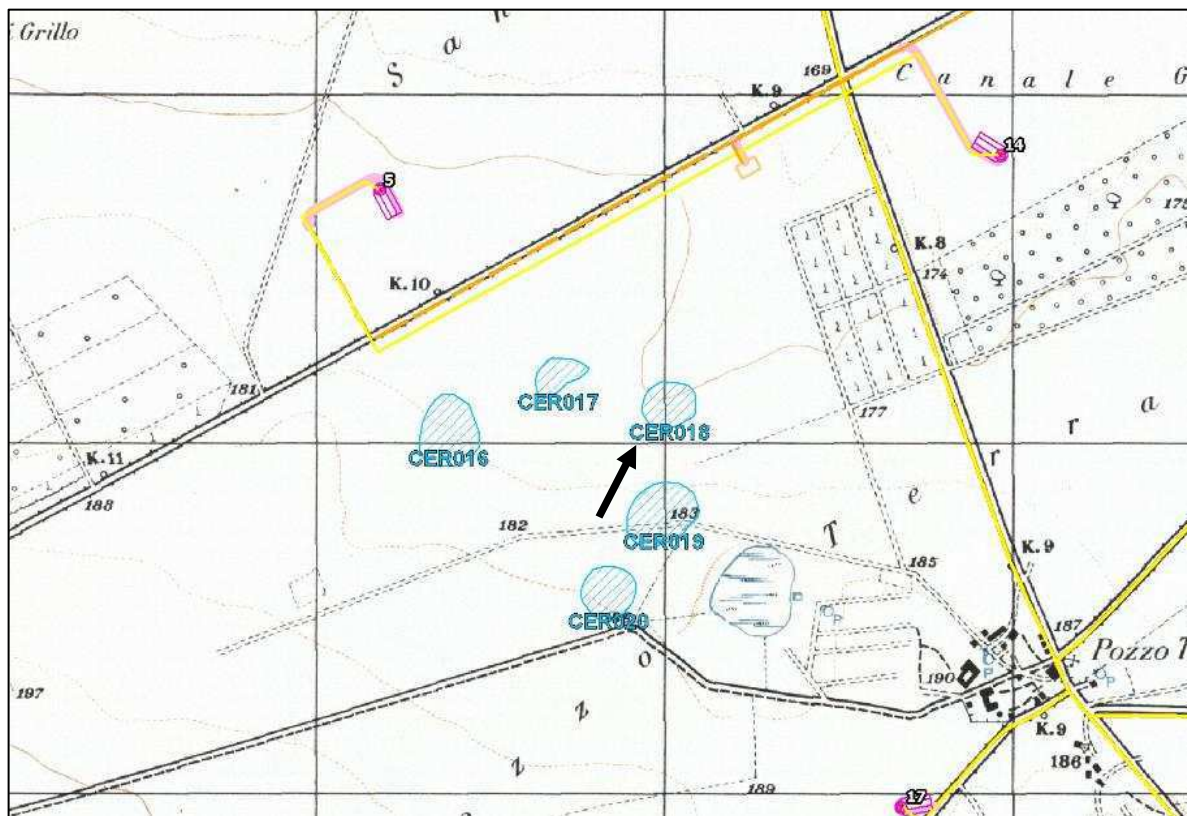 Grillo
S
a
n
169
C a n a l e G
K.9
14
5
K.8
174
K.10
181
177
CER017
CER016
CER018
K.11
188
r
r
a
e
T
182
183
CER019
185
K.9
CER020
187
Pozzo T
P
P
P
190
197
o
z
z
K.9
186
189
17